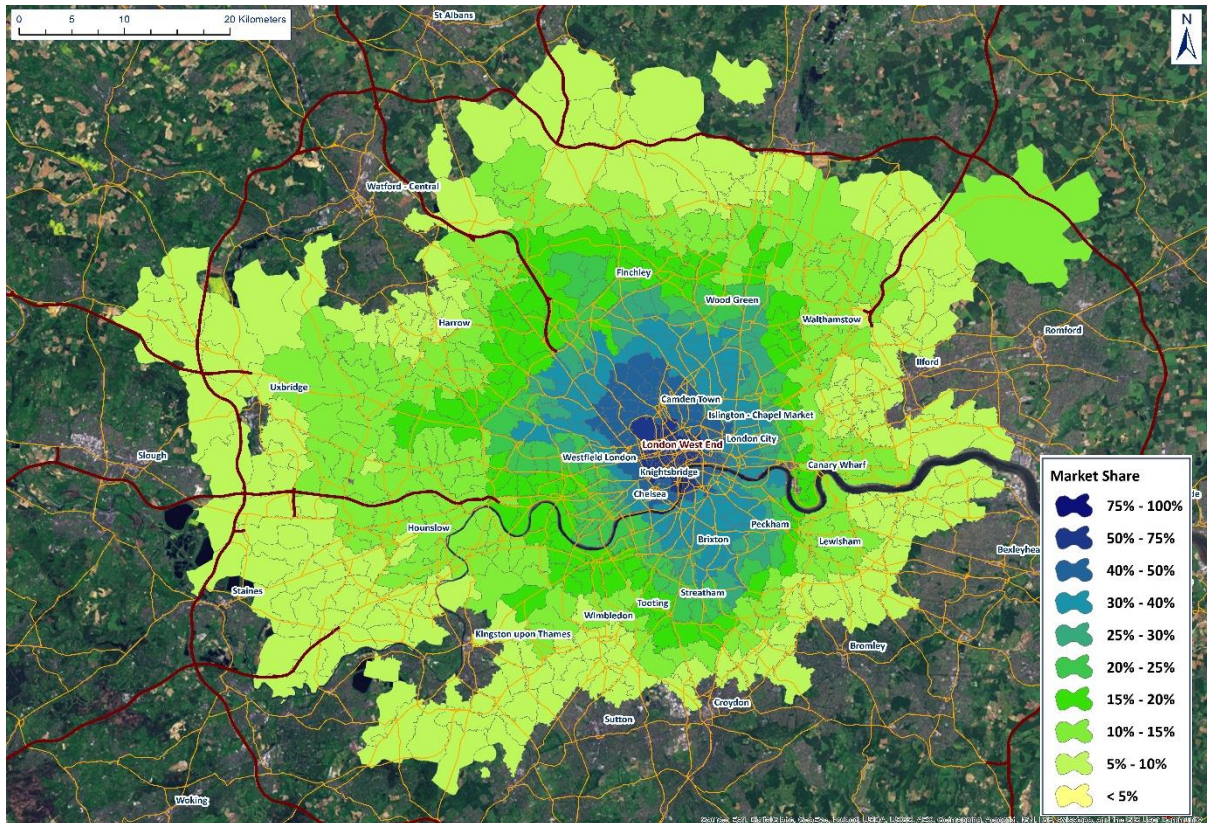 0 5 10 20 Kilometers
St Albans
N
Watford - Central
Finchley
Wood Green
Harrow
Walthamstow
Romford
Ilford
Uxbridge
Camden Town
Islington - Chapel Market
London West End
London City
Slough
Westfield London
Canary Wharf
Knightsbridge
Chelsea
Hounslow
Peckham
Brixton
Lewisham
Staines
Streatham
Tooting
Wimbledon
Kingston upon Thames
Bromley
Croydon
Sutton
Woking
Market Share
75% - 100%
50% - 75%
40% - 50%
30% - 40%
25% - 30%
20% - 25%
15% - 20%
10% - 15%
5% - 10%
< 5%